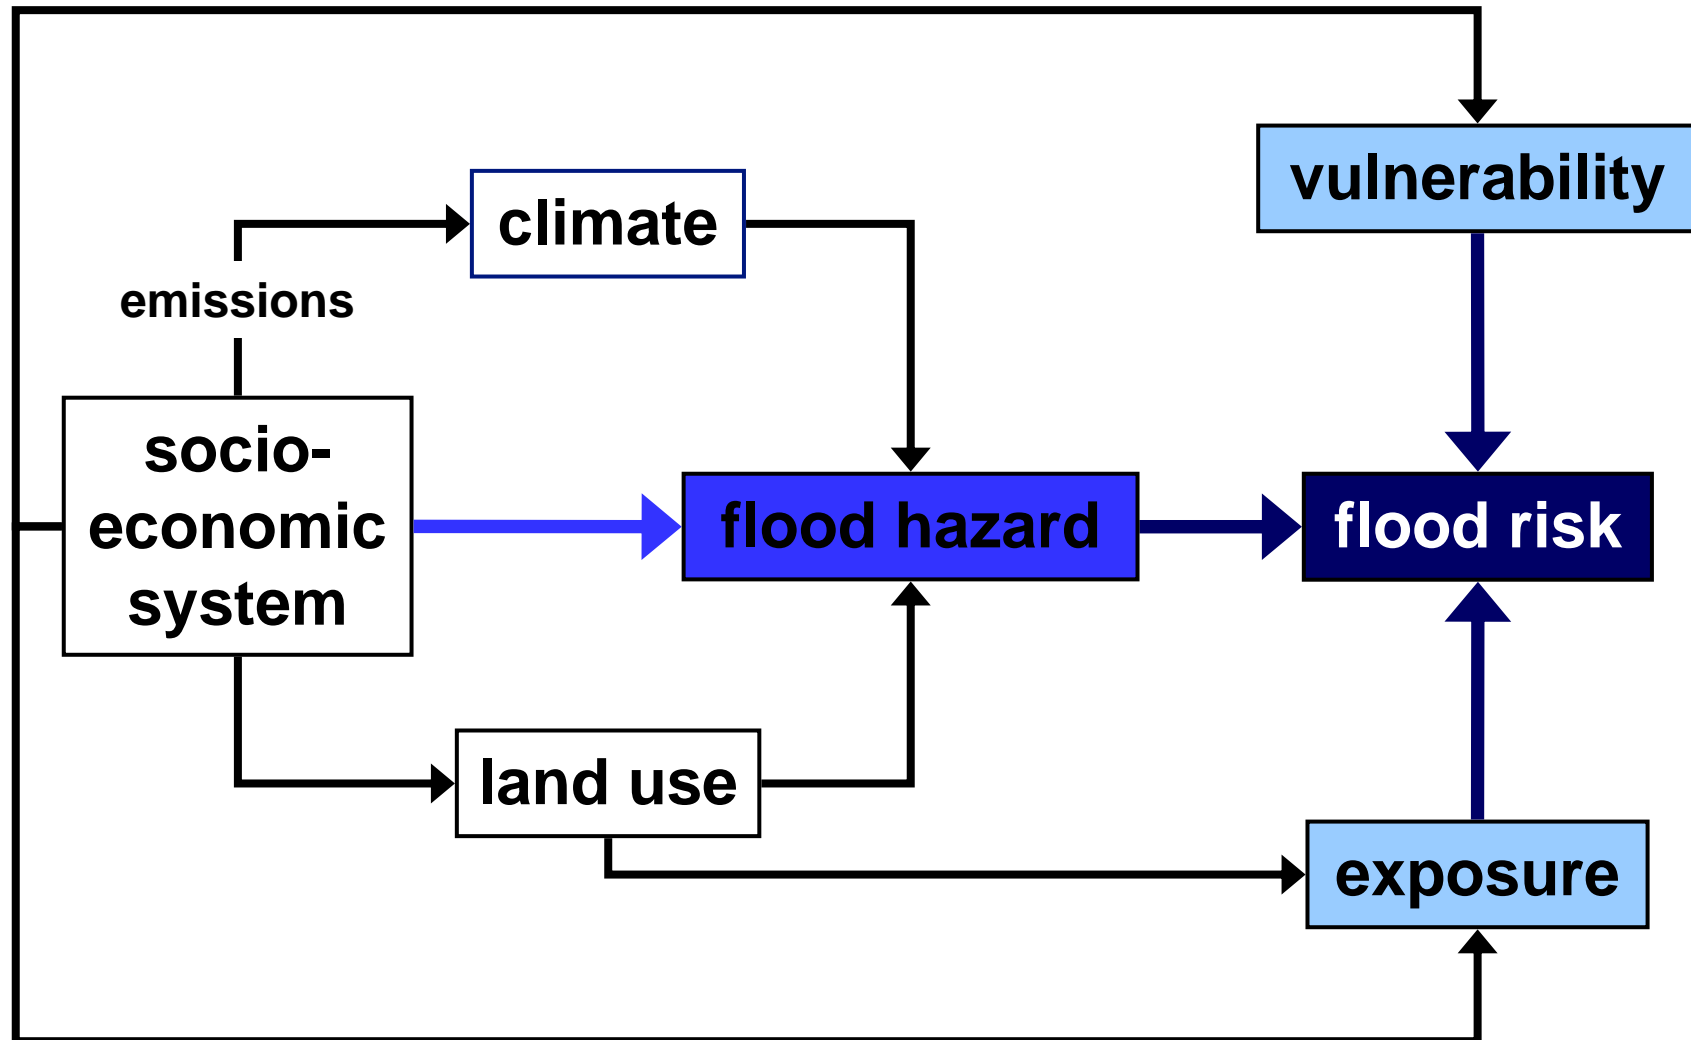 vulnerability
climate
emissions
socio-
economic
system
flood hazard
flood risk
land use
exposure